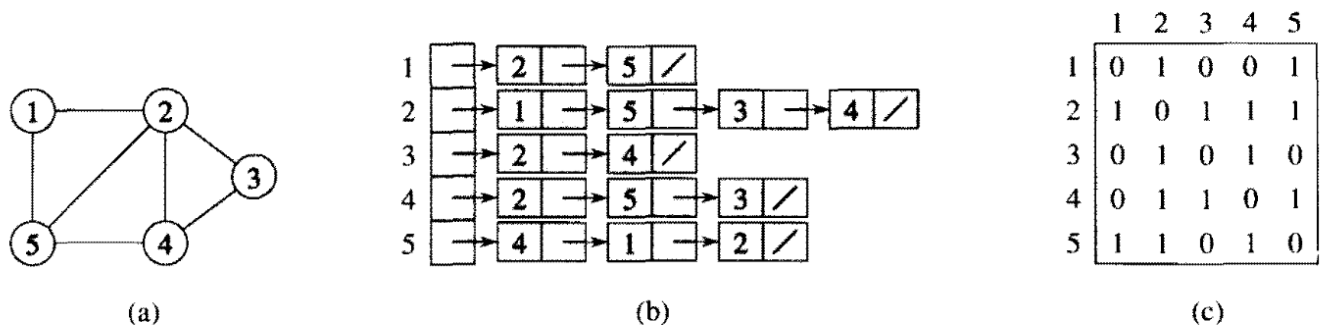 1 2 3 4 5
1 2 5
2 1 5 3 4
3 2 4
4 2 5 3
5 4 1 2
1 2
3
5 4
1 0 1 0 0 1
2 1 0 1 1 1
3 0 1 0 1 0
4 0 1 1 0 1
5 1 1 0 1 0
(a) (b) (c)